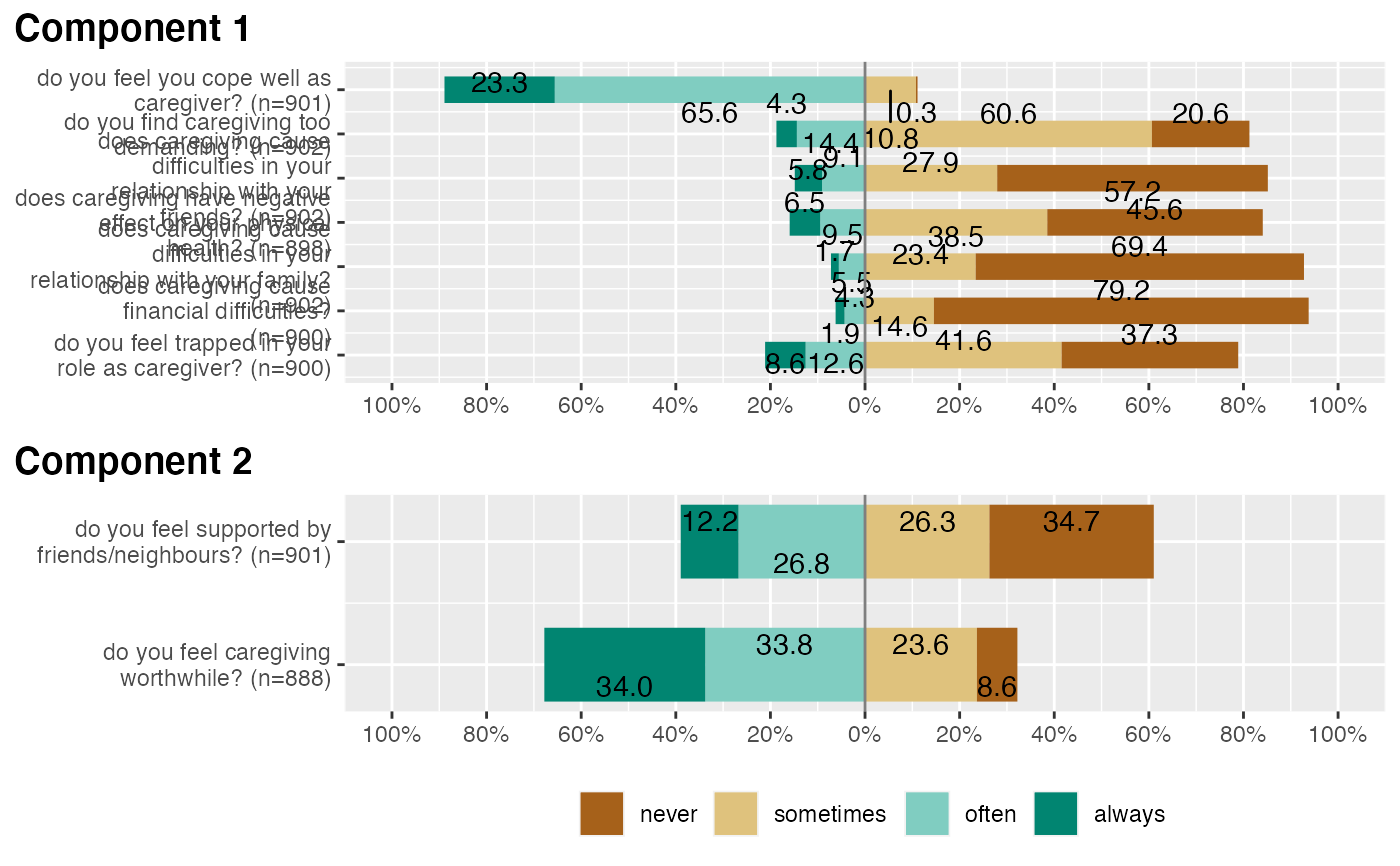 Component 1
do you feel you cope well as
caregiver? (n=901)
do you find caregiving too
demanding? (n=902)
does caregiving cause
difficulties in your
relationship with your
friends? (n=902)
does caregiving have negative
effect on your physical
health? (n=898)
does caregiving cause
difficulties in your
relationship with your family?
(n=902)
does caregiving cause
financial difficulties?
(n=900)
do you feel trapped in your
role as caregiver? (n=900)
23.3
65.6
4.3
0.3
60.6
20.6
14.4
10.8
9.1
27.9
5.8
57.2
6.5
45.6
9.5
38.5
69.4
1.7
23.4
5.5
79.2
4.3
1.9
14.6
41.6
37.3
8.6
12.6
100% 80% 60% 40% 20% 0% 20% 40% 60% 80% 100%
Component 2
do you feel supported by
friends/neighbours? (n=901)
12.2
26.8
26.3
34.7
do you feel caregiving
worthwhile? (n=888)
34.0
33.8
23.6
8.6
100% 80% 60% 40% 20% 0% 20% 40% 60% 80% 100%
never sometimes often always